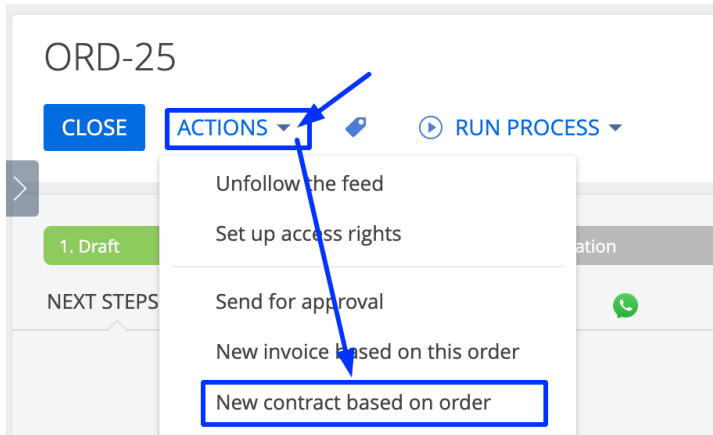 ORD-25
CLOSE ACTIONS RUN PROCESS
Unfollow the feed
Set up access rights
1. Draft ation
NEXT STEPS Send for approval
New invoice based on this order
New contract based on order